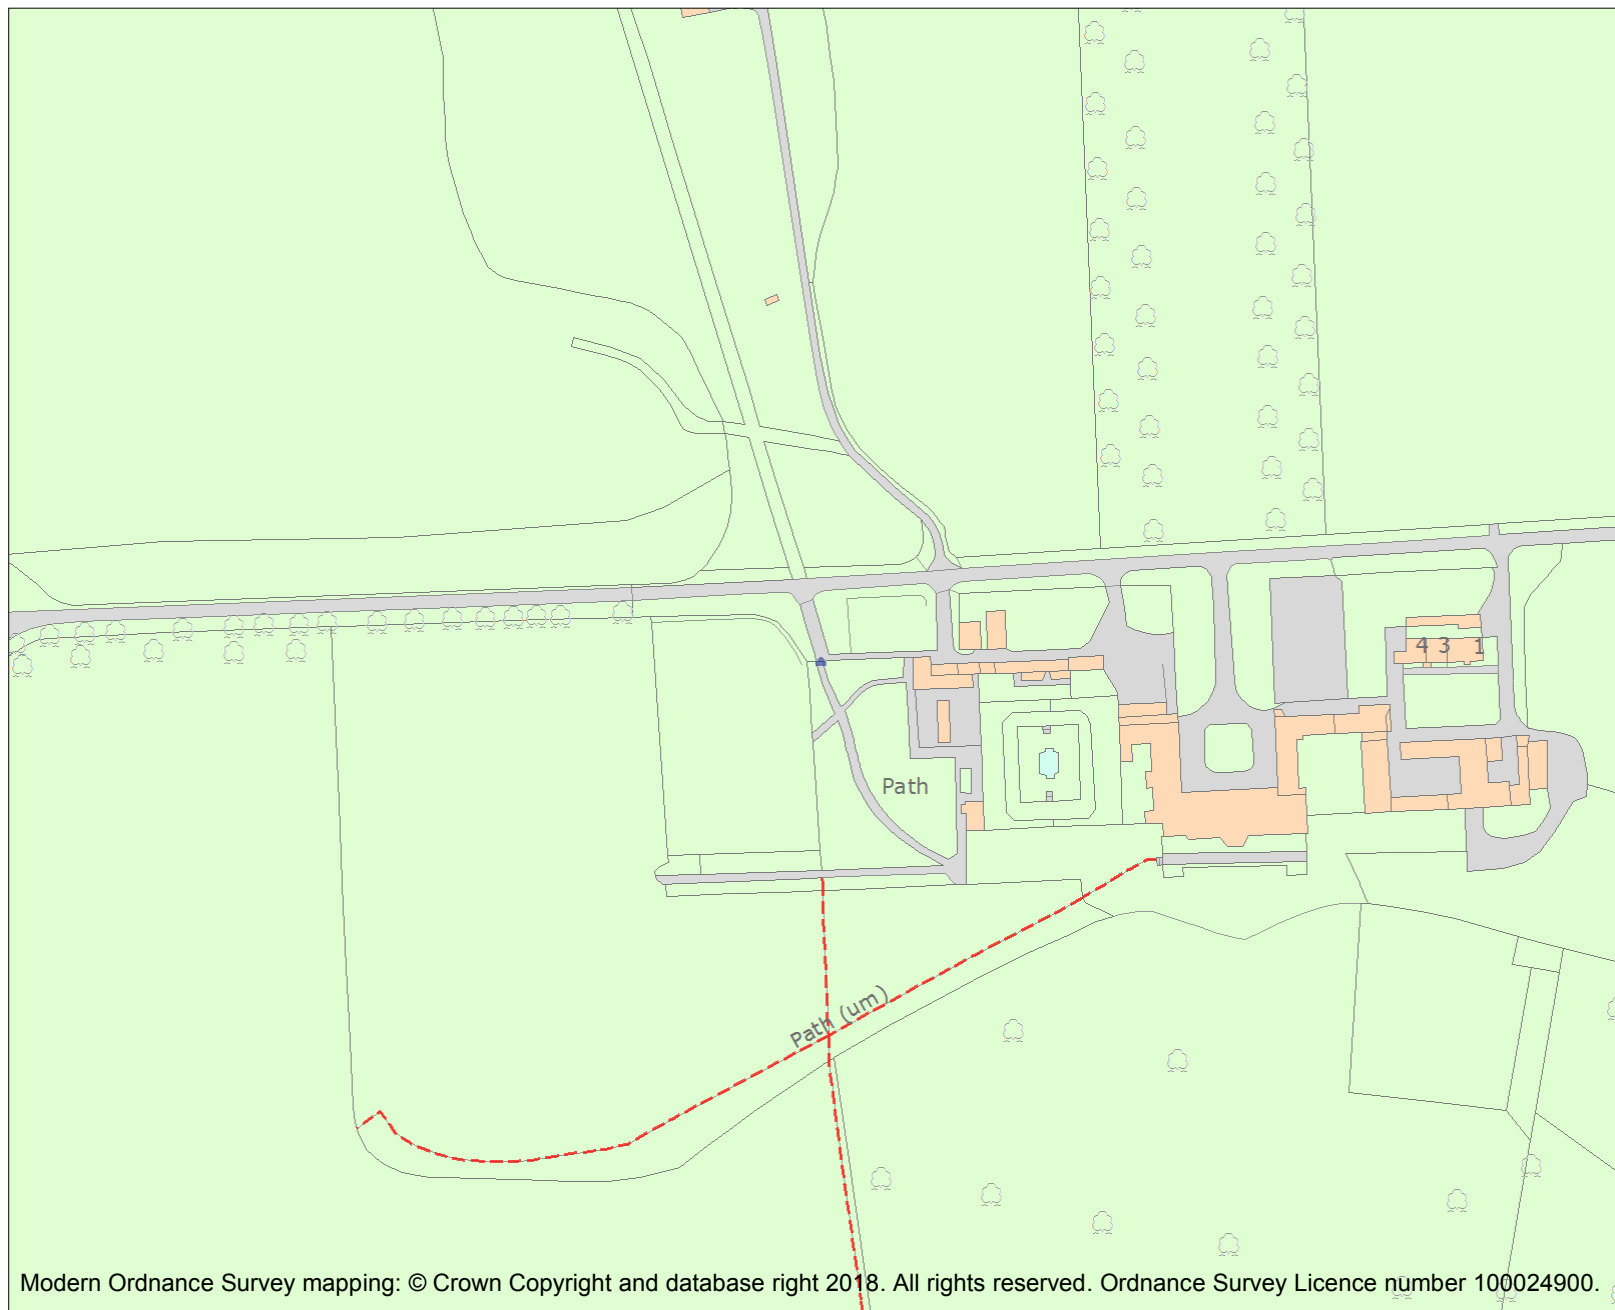 4 3 1
Path
Path (um)
Modern Ordnance Survey mapping: © Crown Copyright and database right 2018. All rights reserved. Ordnance Survey Licence number 100024900.